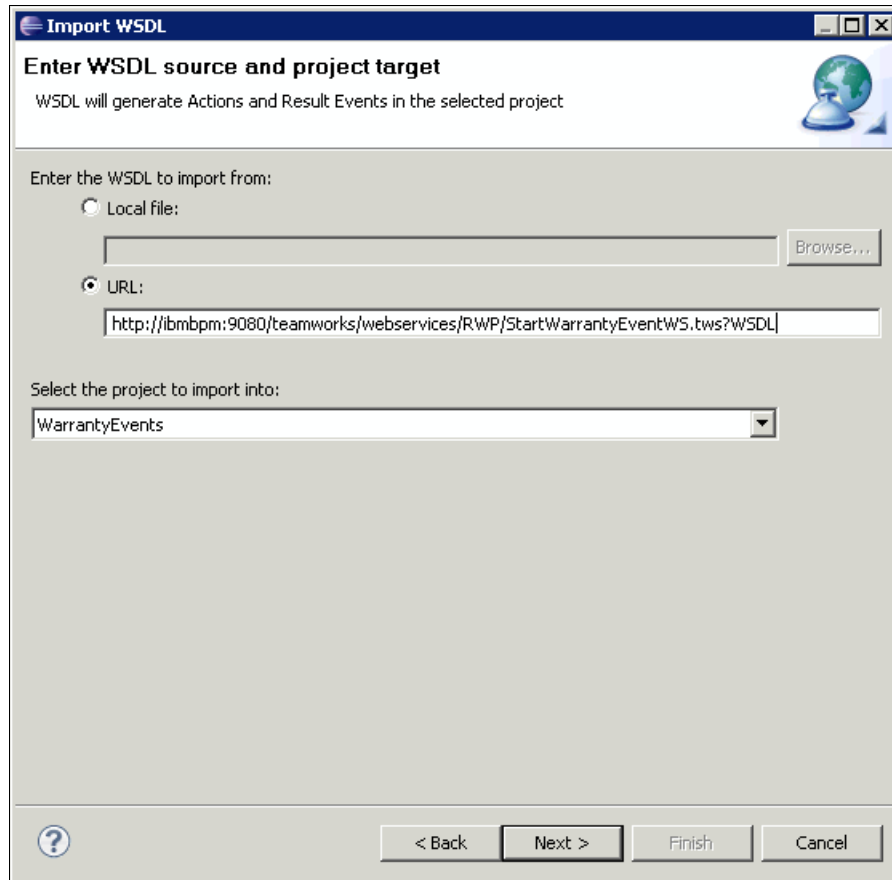 Import WSDL
Enter WSDL source and project target
WSDL will generate Actions and Result Events in the selected project
Enter the WSDL to import from:
Local file:
Browse...
URL:
http://ibmbpm:9080/teamworks/webservices/RWP/StartWarrantyEventWS.tws?WSDL
Select the project to import into:
WarrantyEvents
? < Back Next > Finish Cancel